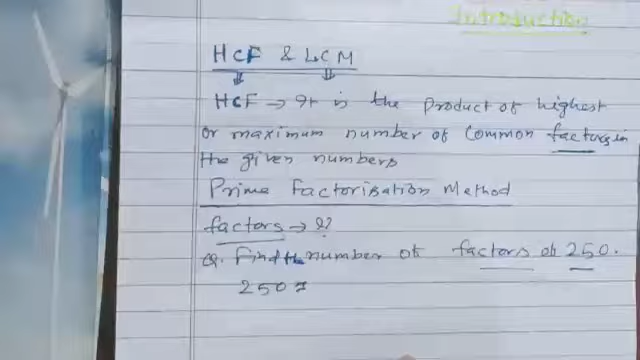 Introduction
HCF & LCM
HCF → It is the product of highest
or maximum number of common factors in
the given numbers
Prime Factorisation Method
factors → ??
Q. Find the number of factors of 250.
250 =